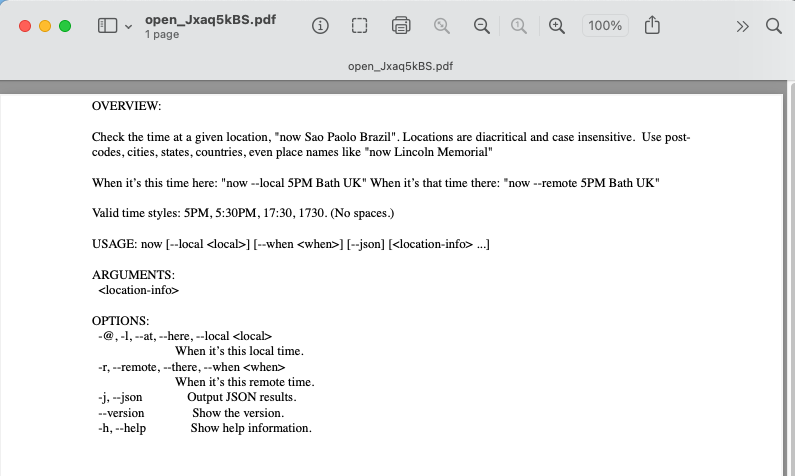 open_Jxaq5kBS.pdf
1 page
100%
open_Jxaq5kBS.pdf
OVERVIEW:
Check the time at a given location, "now Sao Paolo Brazil". Locations are diacritical and case insensitive.  Use post-
codes, cities, states, countries, even place names like "now Lincoln Memorial"
When it’s this time here: "now --local 5PM Bath UK" When it’s that time there: "now --remote 5PM Bath UK"
Valid time styles: 5PM, 5:30PM, 17:30, 1730. (No spaces.)
USAGE: now [--local <local>] [--when <when>] [--json] [<location-info> ...]
ARGUMENTS:
<location-info>
OPTIONS:
-@, -l, --at, --here, --local <local>
When it’s this local time.
-r, --remote, --there, --when <when>
When it’s this remote time.
-j, --json Output JSON results.
--version Show the version.
-h, --help Show help information.